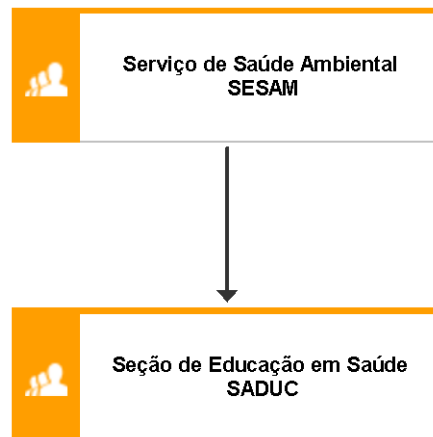 Serviço de Saúde Ambiental
SESAM
Seção de Educação em Saúde
SADUC